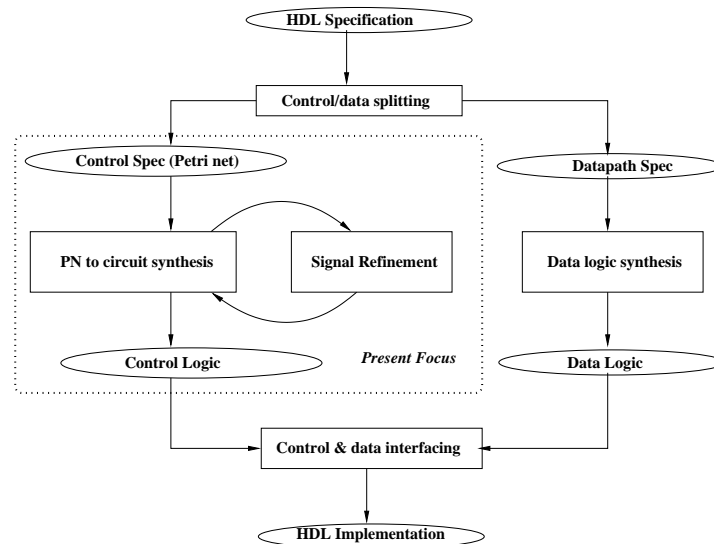 HDL Specification
Control/data splitting
Control Spec (Petri net)
Datapath Spec
PN to circuit synthesis
Signal Refinement
Data logic synthesis
Control Logic
Present Focus
Data Logic
Control & data interfacing
HDL Implementation